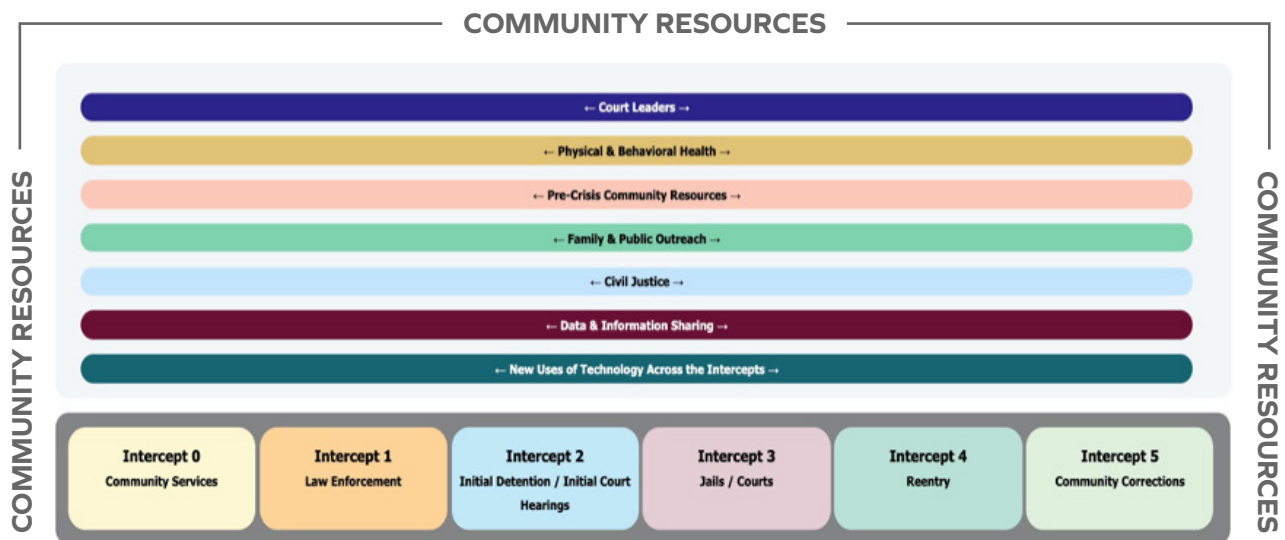 COMMUNITY RESOURCES
COMMUNITY RESOURCES
COMMUNITY RESOURCES
← Court Leaders →
← Physical & Behavioral Health →
← Pre-Crisis Community Resources →
← Family & Public Outreach →
← Civil Justice →
← Data & Information Sharing →
← New Uses of Technology Across the Intercepts →
Intercept 0
Community Services
Intercept 1
Law Enforcement
Intercept 2
Initial Detention / Initial Court
Hearings
Intercept 3
Jails / Courts
Intercept 4
Reentry
Intercept 5
Community Corrections